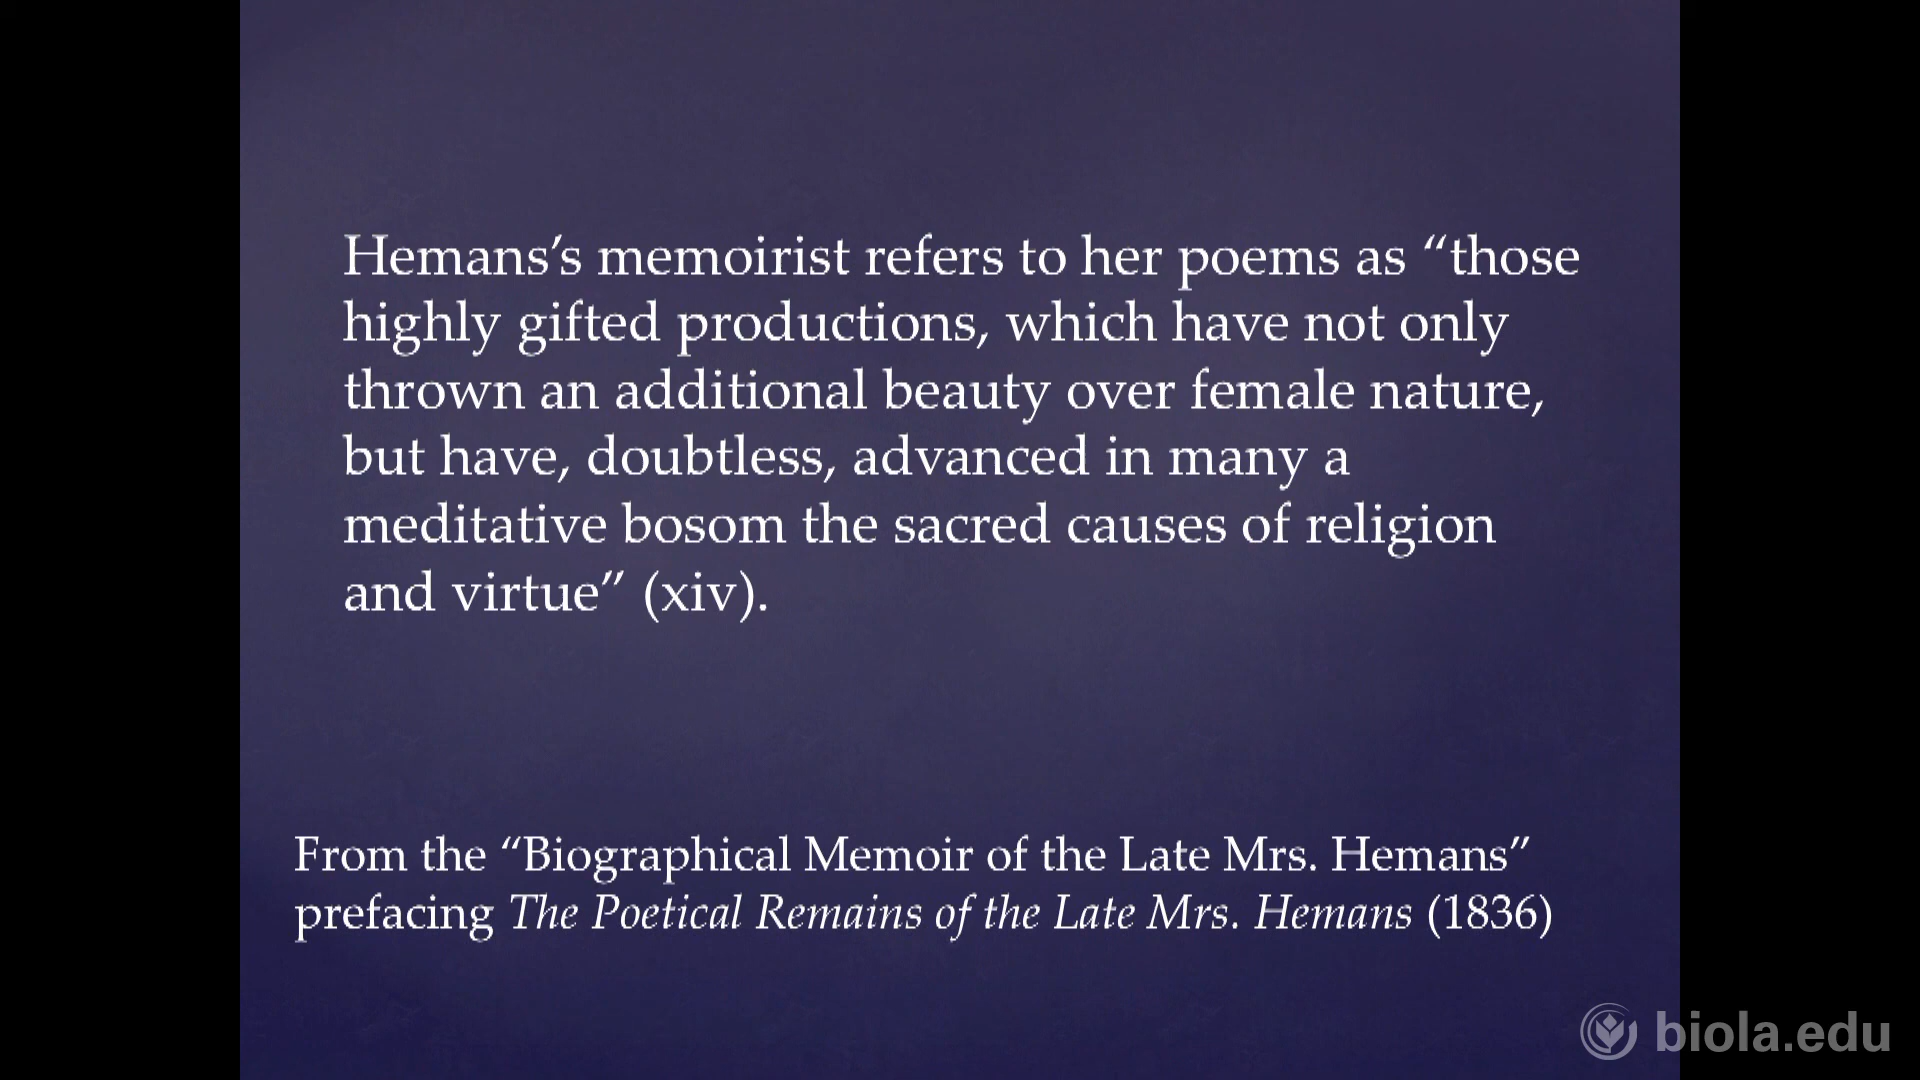 Hemans’s memoirist refers to her poems as “those
highly gifted productions, which have not only
thrown an additional beauty over female nature,
but have, doubtless, advanced in many a
meditative bosom the sacred causes of religion
and virtue” (xiv).
From the “Biographical Memoir of the Late Mrs. Hemans”
prefacing The Poetical Remains of the Late Mrs. Hemans (1836)
biola.edu